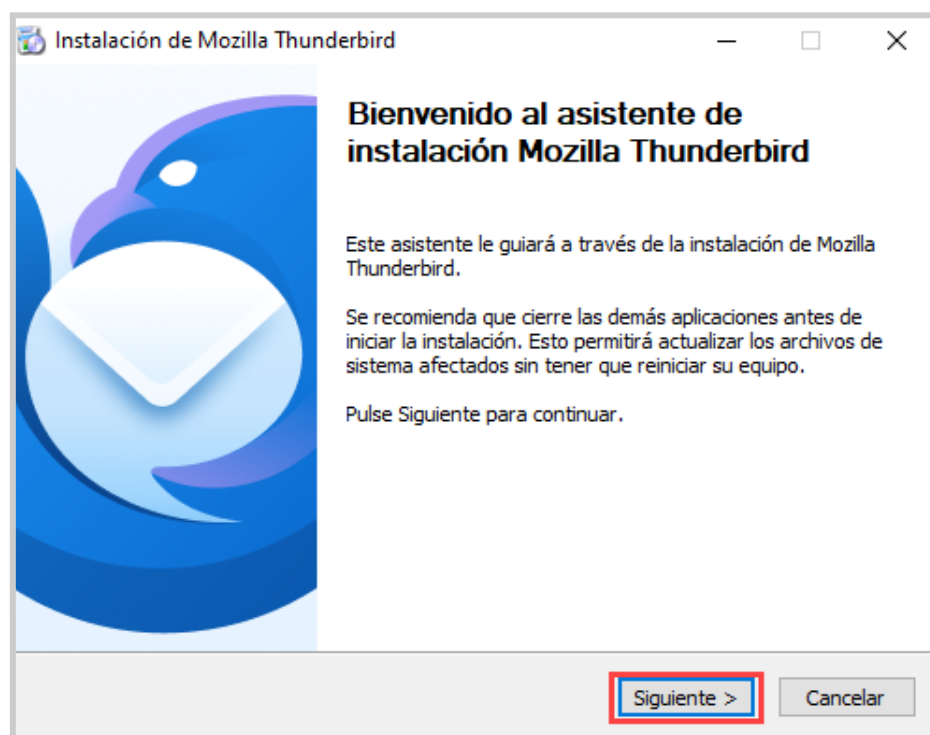 Instalación de Mozilla Thunderbird
Bienvenido al asistente de
instalación Mozilla Thunderbird
Este asistente le guiará a través de la instalación de Mozilla
Thunderbird.
Se recomienda que cierre las demás aplicaciones antes de
iniciar la instalación. Esto permitirá actualizar los archivos de
sistema afectados sin tener que reiniciar su equipo.
Pulse Siguiente para continuar.
Siguiente >
Cancelar